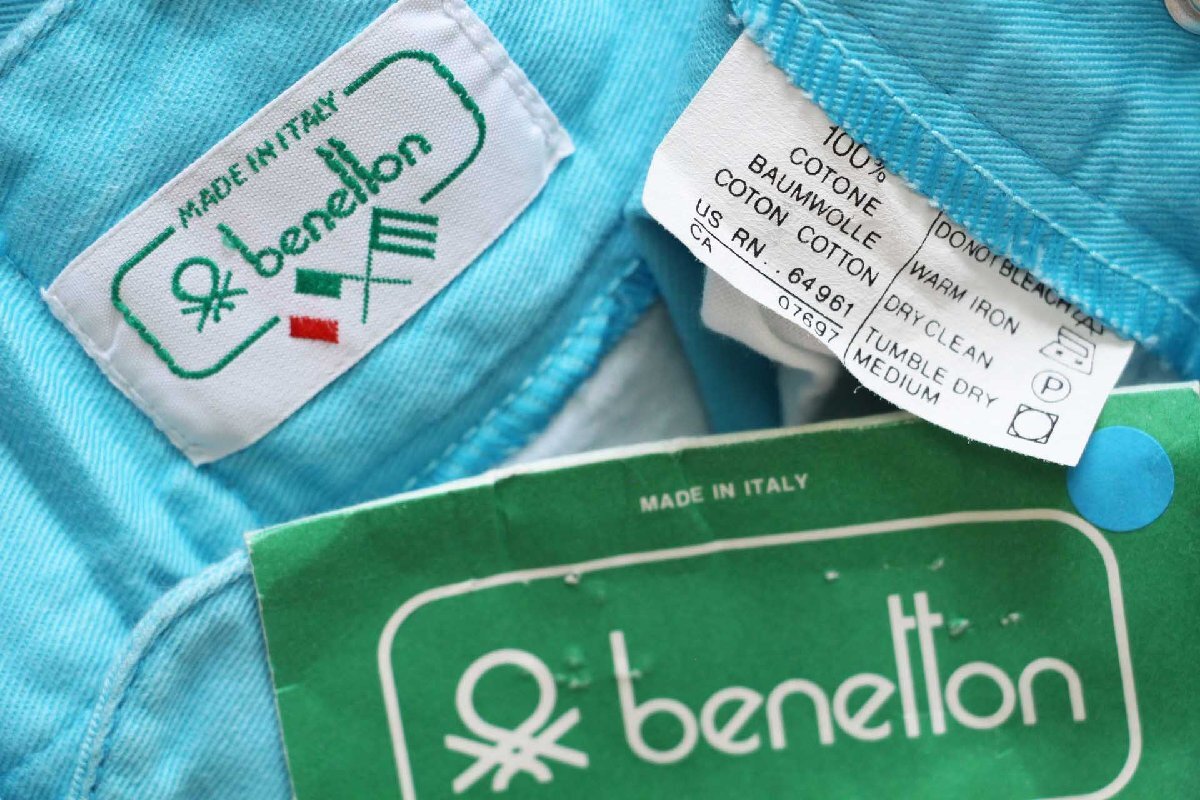 MADE IN ITALY
benetton
100%
COTONE
BAUMWOLLE
COTON COTTON
US RN.. 64961
CA 07697
DO NOT BLEACH
WARM IRON
DRY CLEAN
TUMBLE DRY
MEDIUM
P
MADE IN ITALY
benetton